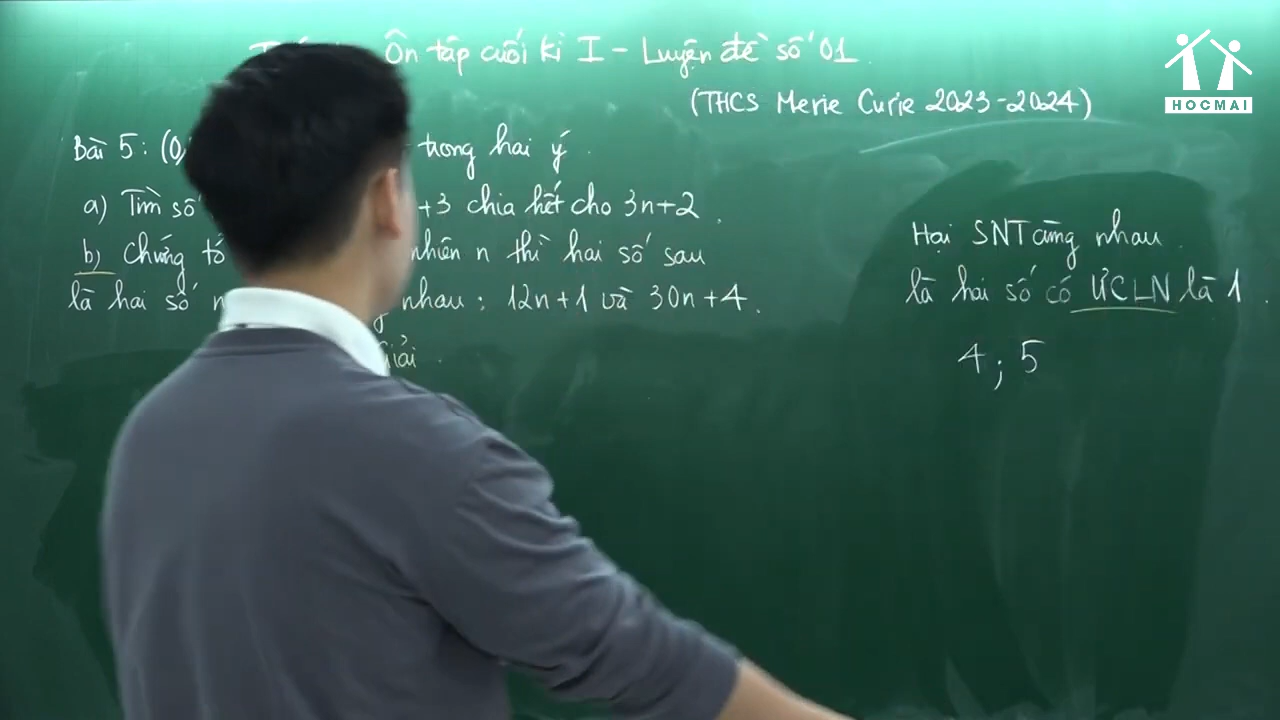 Ôn tập cuối kì I - Luyện đề số 01.
(THCS Merie Curie 2023-2024)
HOCMAI
Bài 5: (0, trong hai ý.
a) Tìm số +3 chia hết cho 3n+2.
b) Chứng tỏ nhiên n thì hai số sau
là hai số nhau: 12n+1 và 30n+4.
Giải.
Hai SNT cùng nhau.
là hai số có ƯCLN là 1.
4; 5